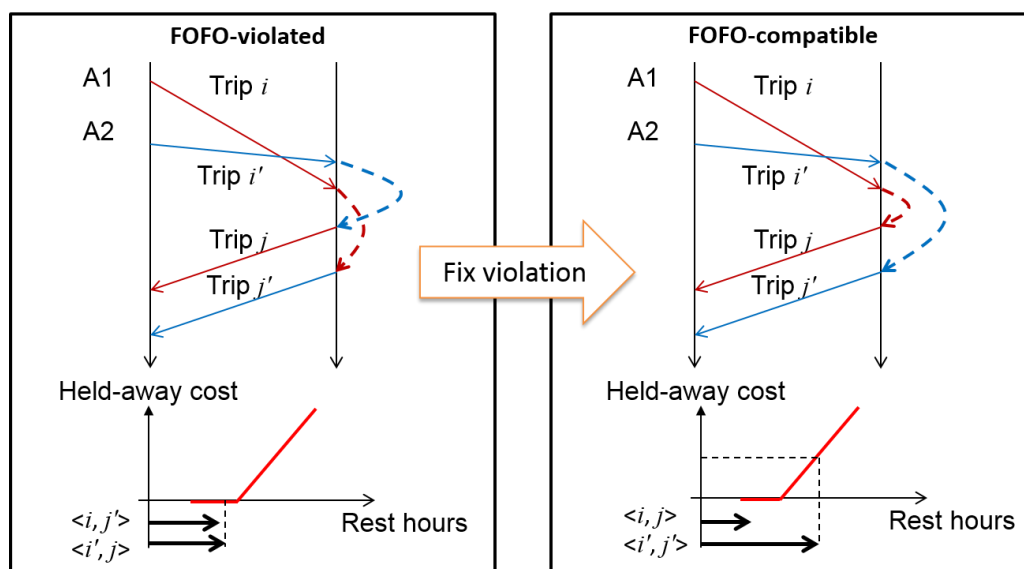 FOFO-violated
A1
Trip i
A2
Trip i′
Trip j
Trip j′
Held-away cost
Rest hours
<i, j′>
<i′, j>
Fix violation
FOFO-compatible
A1
Trip i
A2
Trip i′
Trip j
Trip j′
Held-away cost
Rest hours
<i, j>
<i′, j′>